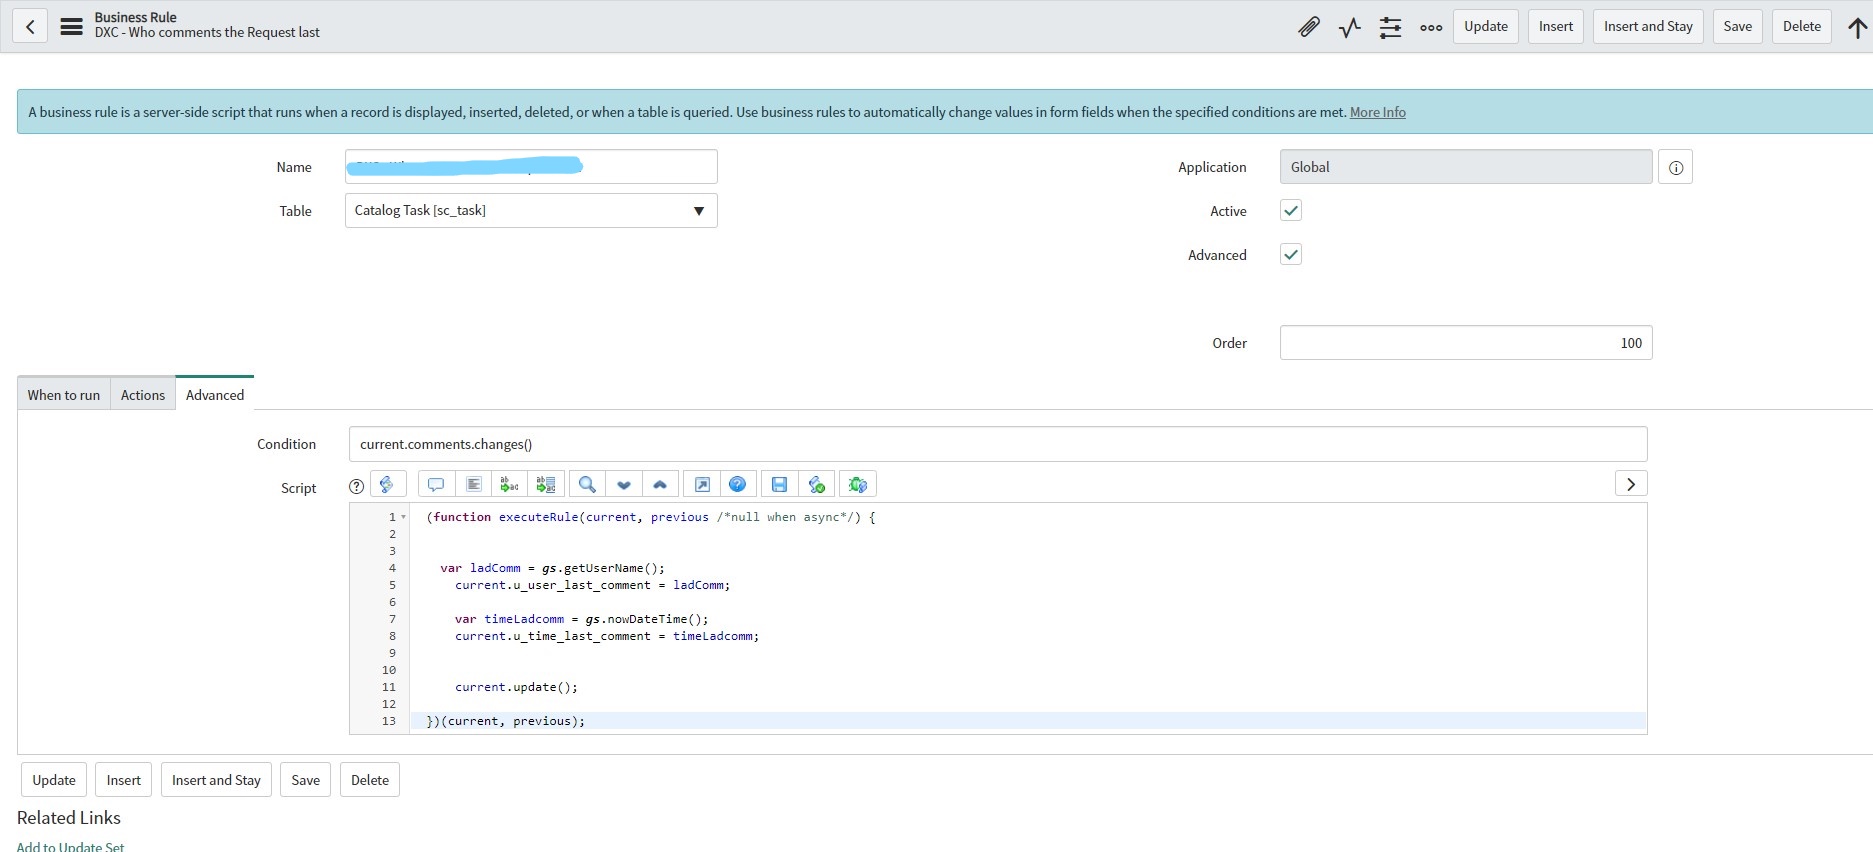 Business Rule
DXC - Who comments the Request last
Update
Insert
Insert and Stay
Save
Delete
A business rule is a server-side script that runs when a record is displayed, inserted, deleted, or when a table is queried. Use business rules to automatically change values in form fields when the specified conditions are met. More Info
Name
Application
Global
Table
Catalog Task [sc_task]
Active
Advanced
Order
100
When to run
Actions
Advanced
Condition
current.comments.changes()
Script
1 (function executeRule(current, previous /*null when async*/) {
2
3
4 var ladComm = gs.getUserName();
5 current.u_user_last_comment = ladComm;
6
7 var timeLadcomm = gs.nowDateTime();
8 current.u_time_last_comment = timeLadcomm;
9
10
11 current.update();
12
13 })(current, previous);
Update
Insert
Insert and Stay
Save
Delete
Related Links
Add to Update Set